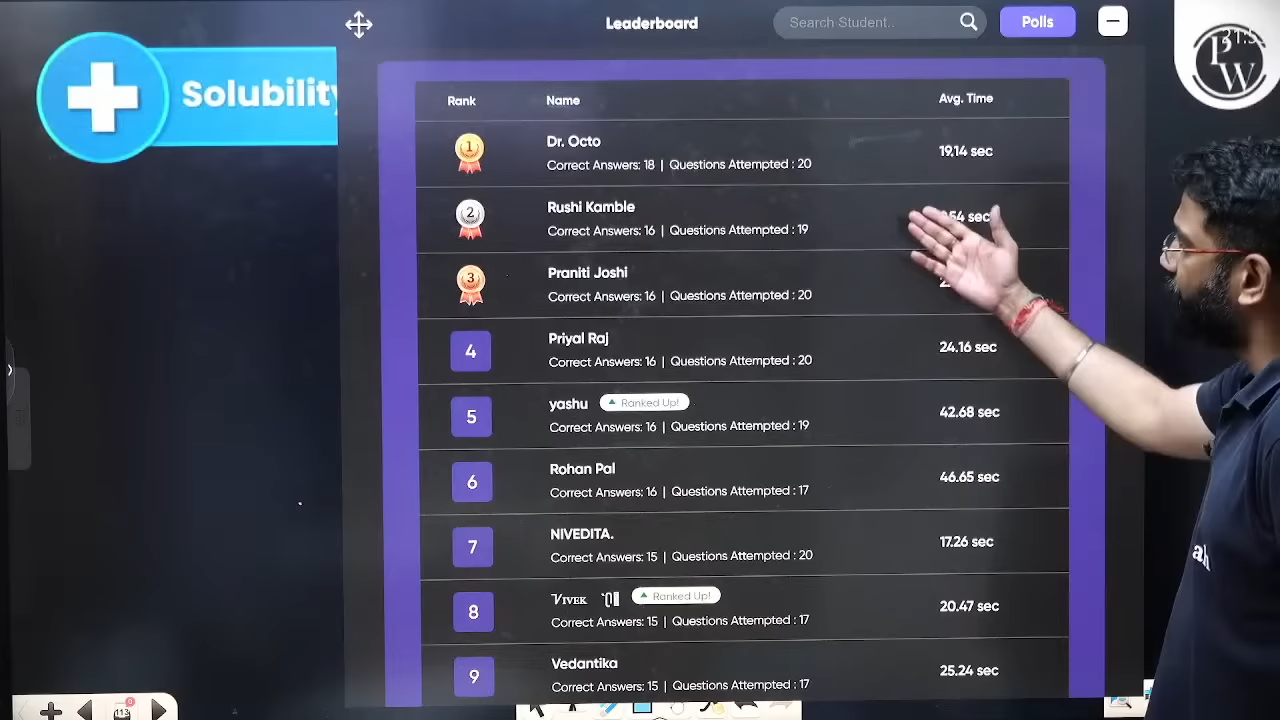 Leaderboard
Search Student..
Polls
PW
Solubility
Rank Name Avg. Time
1 Dr. Octo 19.14 sec
Correct Answers: 18 | Questions Attempted : 20
2 Rushi Kamble 54 sec
Correct Answers: 16 | Questions Attempted : 19
3 Praniti Joshi
Correct Answers: 16 | Questions Attempted : 20
4 Priyal Raj 24.16 sec
Correct Answers: 16 | Questions Attempted : 20
5 yashu Ranked Up! 42.68 sec
Correct Answers: 16 | Questions Attempted : 19
6 Rohan Pal 46.65 sec
Correct Answers: 16 | Questions Attempted : 17
7 NIVEDITA. 17.26 sec
Correct Answers: 15 | Questions Attempted : 20
8 Vivek Ranked Up! 20.47 sec
Correct Answers: 15 | Questions Attempted : 17
9 Vedantika 25.24 sec
Correct Answers: 15 | Questions Attempted : 17
ah
113